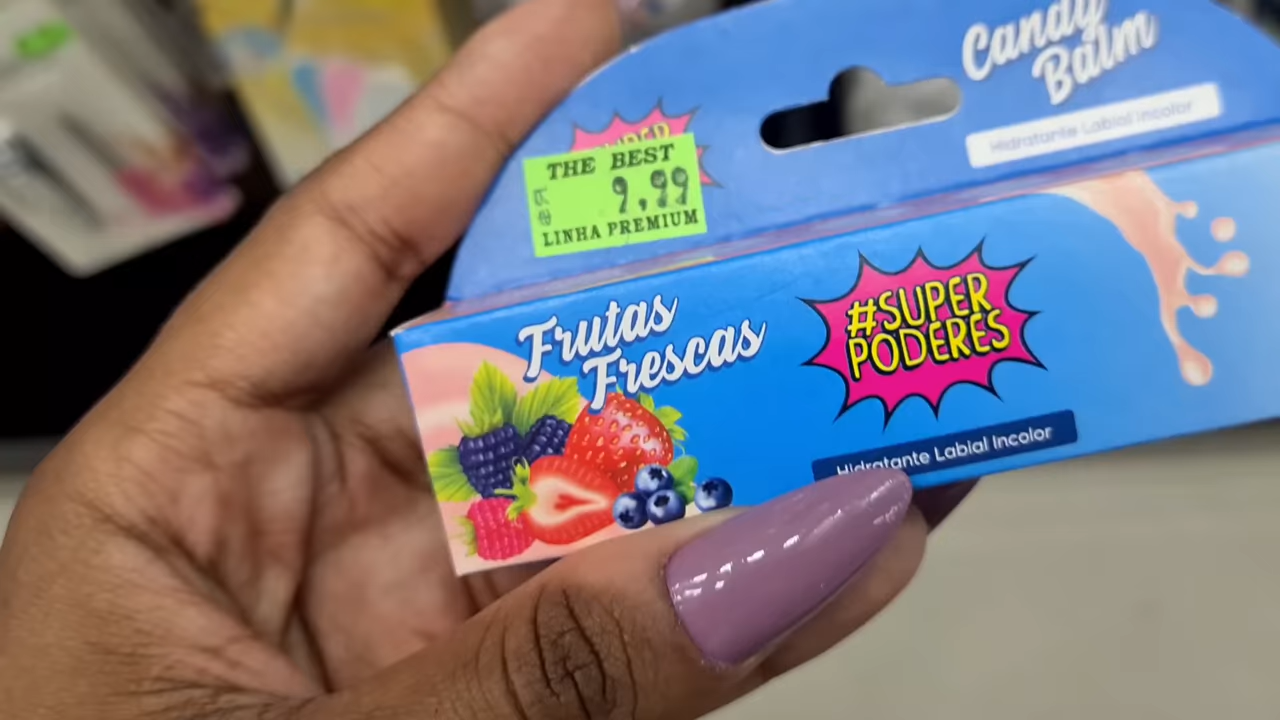 Candy
Balm
Hidratante Labial Incolor
THE BEST
9,99
LINHA PREMIUM
Frutas
Frescas
#SUPER
PODERES
Hidratante Labial Incolor